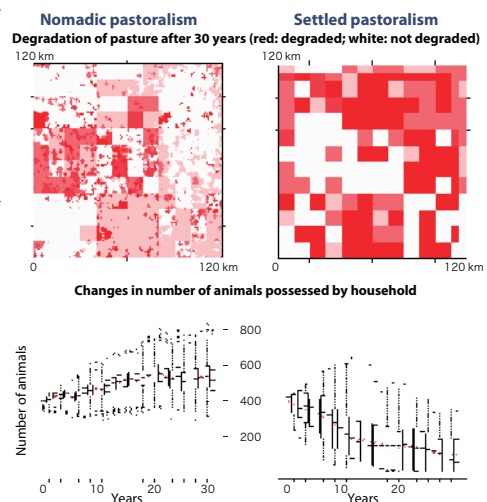 Nomadic pastoralism Settled pastoralism
Degradation of pasture after 30 years (red: degraded; white: not degraded)
120 km 120 km
0 120 km 0 120 km
Changes in number of animals possessed by household
Number of animals
800
600
400
200
0 10 20 30 0 10 20
Years Years